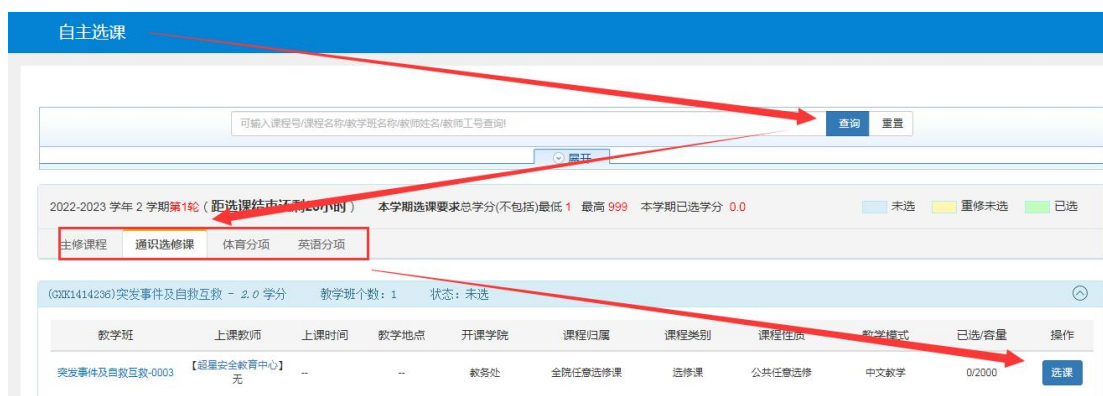 自主选课
可输入课程号/课程名称/教学班名称/教师姓名/教师工号查询! 查询 重置
展开
2022-2023 学年 2 学期第1轮（距选课结束还剩20小时） 本学期选课要求总学分(不包括)最低 1 最高 999 本学期已选学分 0.0 未选 重修未选 已选
主修课程 通识选修课 体育分项 英语分项
(GXK1414236)突发事件及自救互救 - 2.0 学分 教学班个数: 1 状态: 未选
教学班 上课教师 上课时间 教学地点 开课学院 课程归属 课程类别 课程性质 教学模式 已选/容量 操作
突发事件及自救互救-0003 【超星安全教育中心】无 -- -- 教务处 全院任意选修课 选修课 公共任意选修 中文教学 0/2000 选课